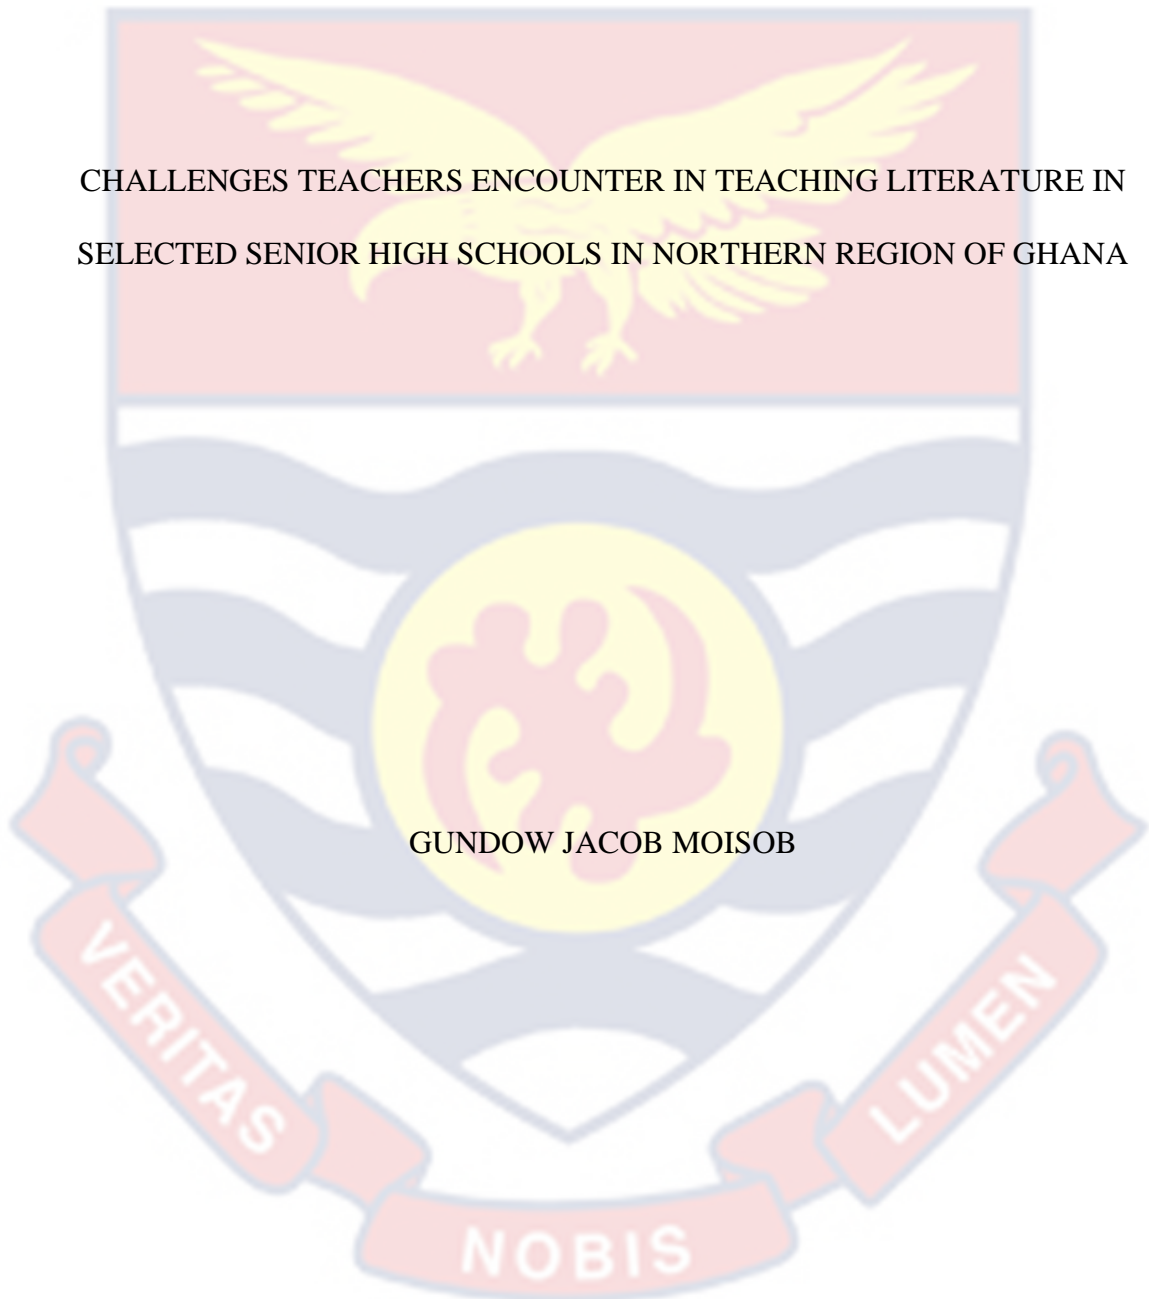 CHALLENGES TEACHERS ENCOUNTER IN TEACHING LITERATURE IN
SELECTED SENIOR HIGH SCHOOLS IN NORTHERN REGION OF GHANA
GUNDOW JACOB MOISOB
VERITAS
NOBIS
LUMEN